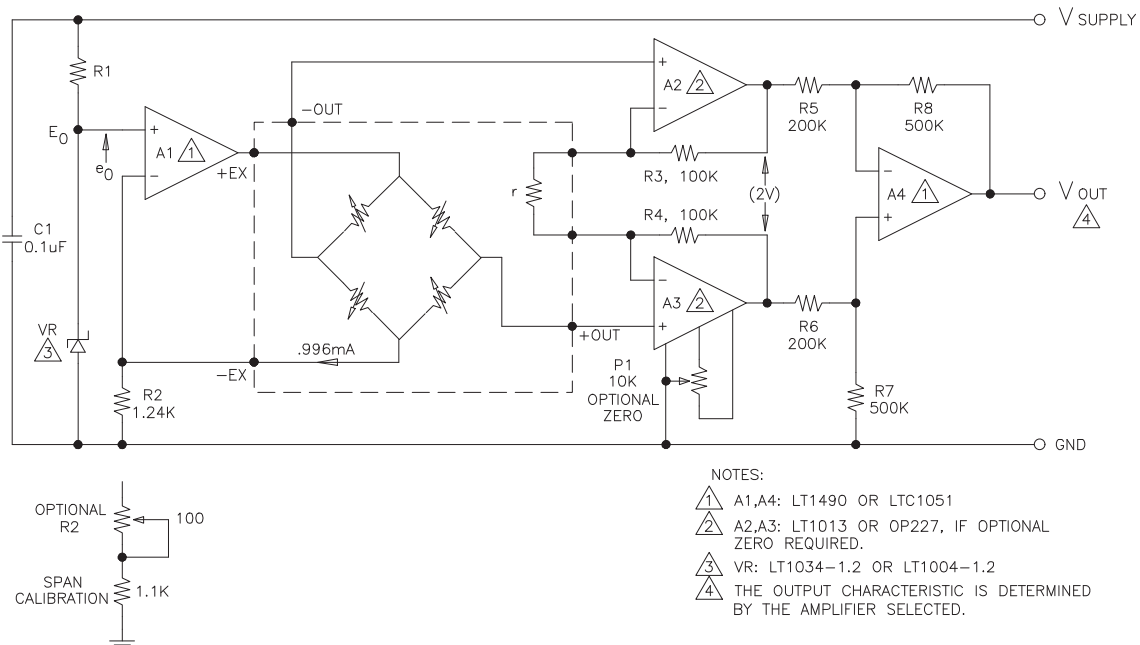 V SUPPLY
R1
E0
e0
+
A1 1
−
+EX
−OUT
C1
0.1uF
VR
3
R2
1.24K
−EX
.996mA
r
+OUT
+
A2 2
−
R3, 100K
R4, 100K
(2V)
−
A3 2
+
P1
10K
OPTIONAL
ZERO
R5
200K
R6
200K
R8
500K
R7
500K
−
A4 1
+
V OUT
4
GND
OPTIONAL
R2
100
SPAN
CALIBRATION
1.1K
NOTES:
1 A1,A4: LT1490 OR LTC1051
2 A2,A3: LT1013 OR OP227, IF OPTIONAL
ZERO REQUIRED.
3 VR: LT1034−1.2 OR LT1004−1.2
4 THE OUTPUT CHARACTERISTIC IS DETERMINED
BY THE AMPLIFIER SELECTED.